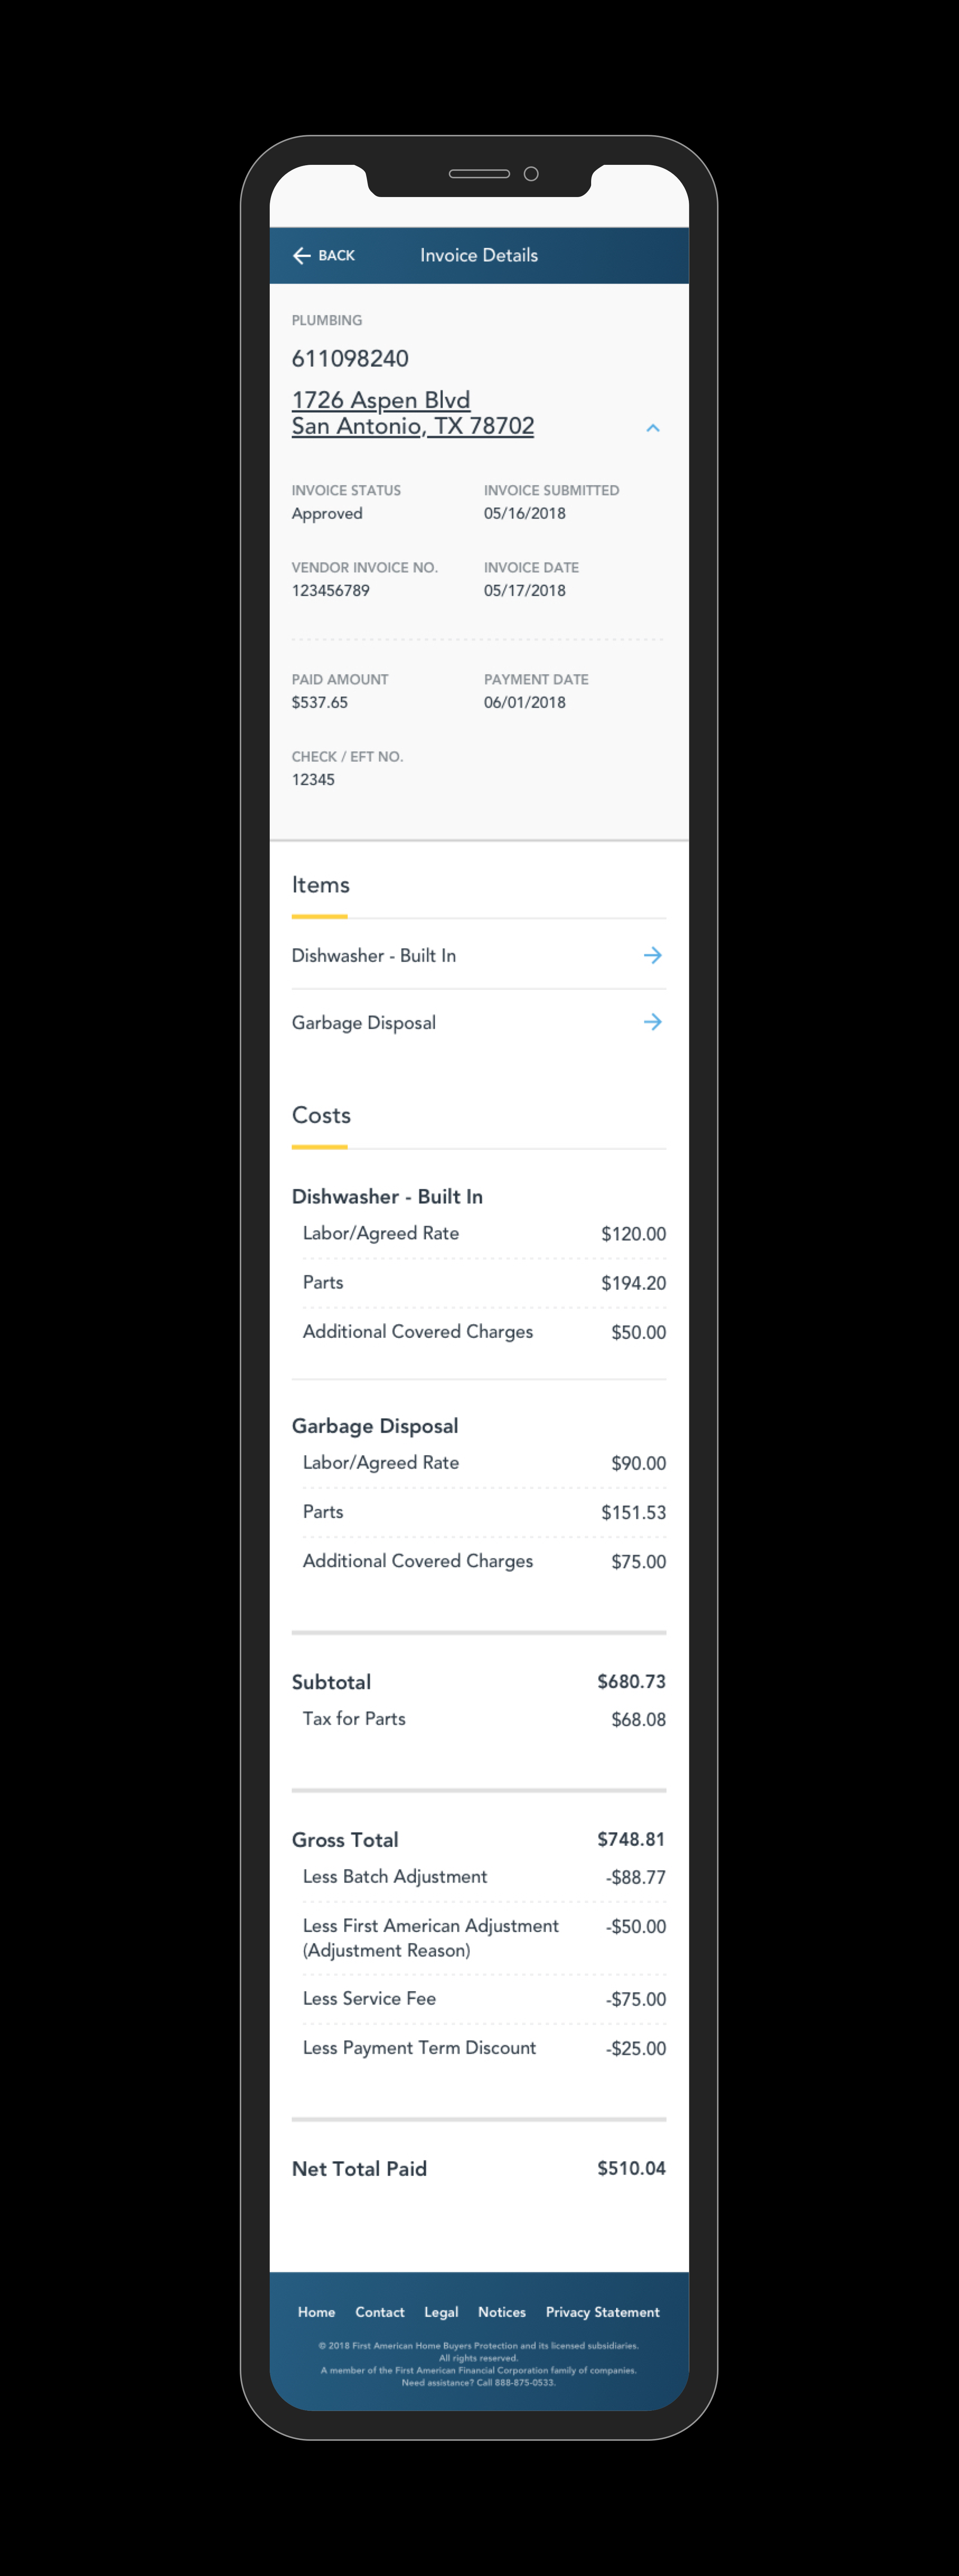 BACK
Invoice Details
PLUMBING
611098240
1726 Aspen Blvd
San Antonio, TX 78702
INVOICE STATUS
INVOICE SUBMITTED
Approved
05/16/2018
VENDOR INVOICE NO.
INVOICE DATE
123456789
05/17/2018
PAID AMOUNT
PAYMENT DATE
$537.65
06/01/2018
CHECK / EFT NO.
12345
Items
Dishwasher - Built In
Garbage Disposal
Costs
Dishwasher - Built In
Labor/Agreed Rate $120.00
Parts $194.20
Additional Covered Charges $50.00
Garbage Disposal
Labor/Agreed Rate $90.00
Parts $151.53
Additional Covered Charges $75.00
Subtotal $680.73
Tax for Parts $68.08
Gross Total $748.81
Less Batch Adjustment -$88.77
Less First American Adjustment -$50.00
(Adjustment Reason)
Less Service Fee -$75.00
Less Payment Term Discount -$25.00
Net Total Paid $510.04
Home Contact Legal Notices Privacy Statement
© 2018 First American Home Buyers Protection and its licensed subsidiaries.
All rights reserved.
A member of the First American Financial Corporation family of companies.
Need assistance? Call 888-875-0533.